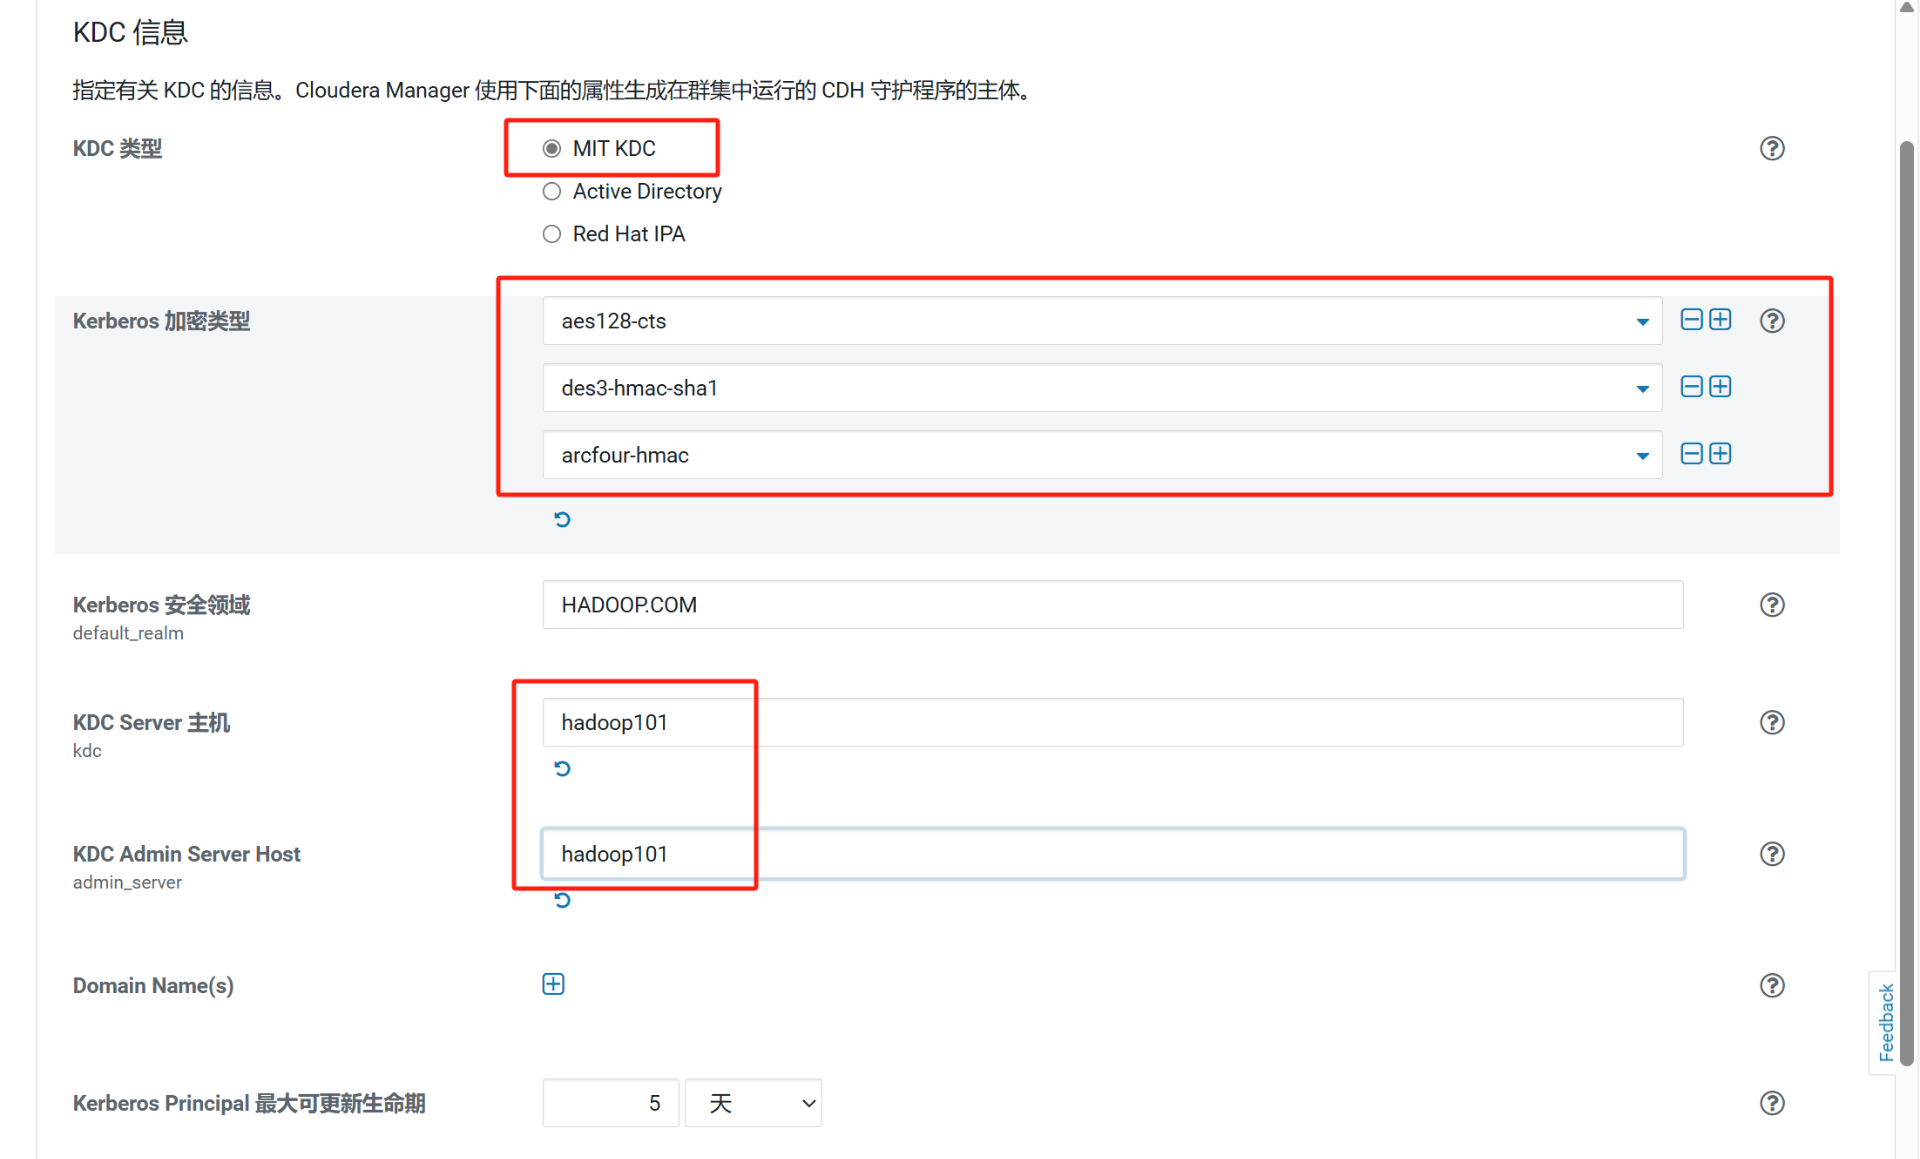 KDC 信息
指定有关 KDC 的信息。Cloudera Manager 使用下面的属性生成在群集中运行的 CDH 守护程序的主体。
KDC 类型
MIT KDC
Active Directory
Red Hat IPA
Kerberos 加密类型
aes128-cts
des3-hmac-sha1
arcfour-hmac
Kerberos 安全领域
default_realm
HADOOP.COM
KDC Server 主机
kdc
hadoop101
KDC Admin Server Host
admin_server
hadoop101
Domain Name(s)
Feedback
Kerberos Principal 最大可更新生命期
5 天